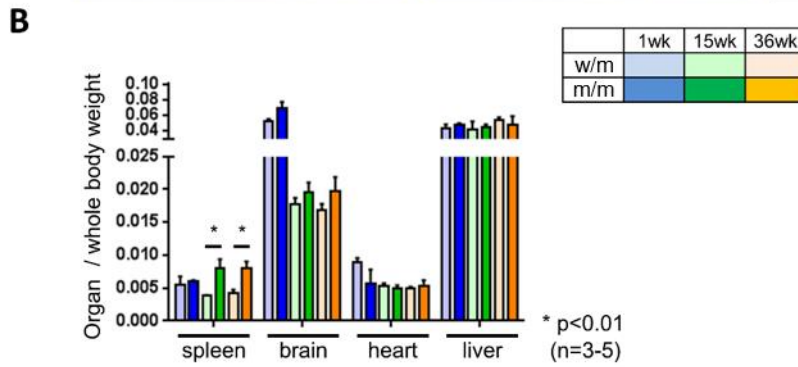 B
1wk 15wk 36wk
w/m
m/m
Organ / whole body weight
0.10
0.08
0.06
0.04
0.025
0.020
0.015
0.010
0.005
0.000
* *
spleen brain heart liver
* p<0.01
(n=3-5)